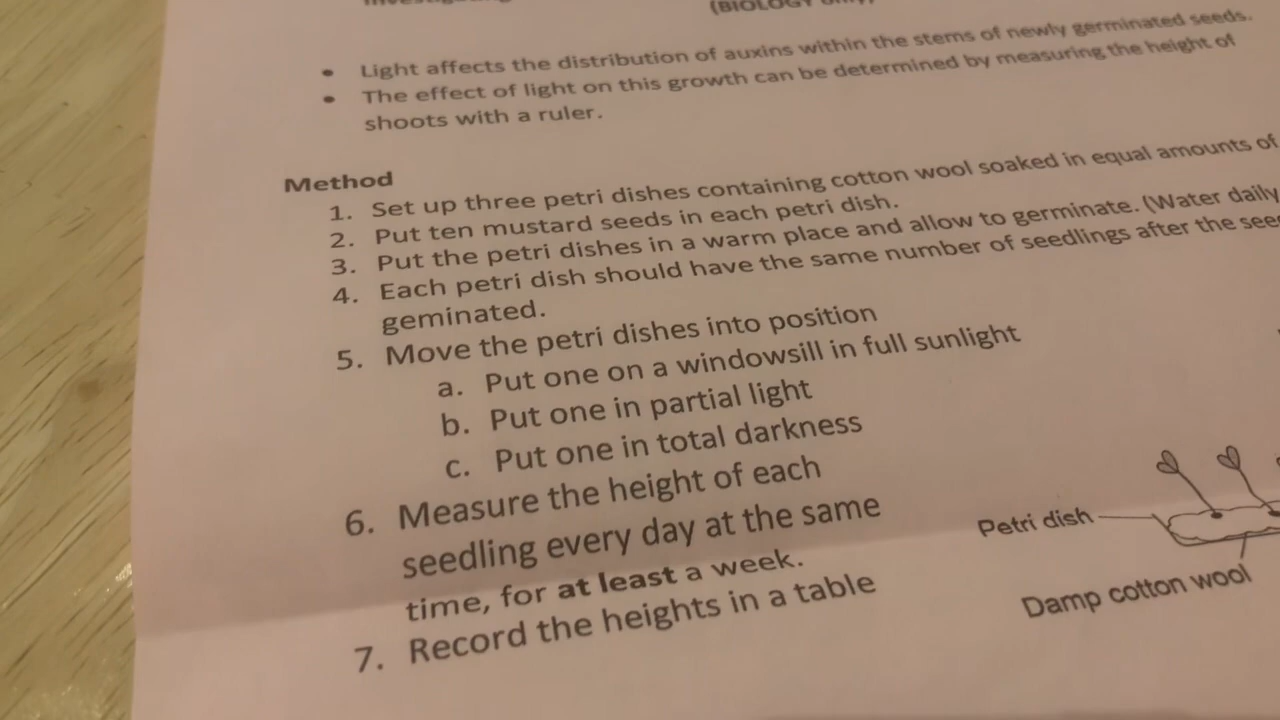 (BIOLOGY only)
• Light affects the distribution of auxins within the stems of newly germinated seeds.
• The effect of light on this growth can be determined by measuring the height of
shoots with a ruler.
Method
1. Set up three petri dishes containing cotton wool soaked in equal amounts of
2. Put ten mustard seeds in each petri dish.
3. Put the petri dishes in a warm place and allow to germinate. (Water daily
4. Each petri dish should have the same number of seedlings after the
geminated.
5. Move the petri dishes into position
a. Put one on a windowsill in full sunlight
b. Put one in partial light
c. Put one in total darkness
6. Measure the height of each
seedling every day at the same
time, for at least a week.
7. Record the heights in a table
Petri dish
Damp cotton wool